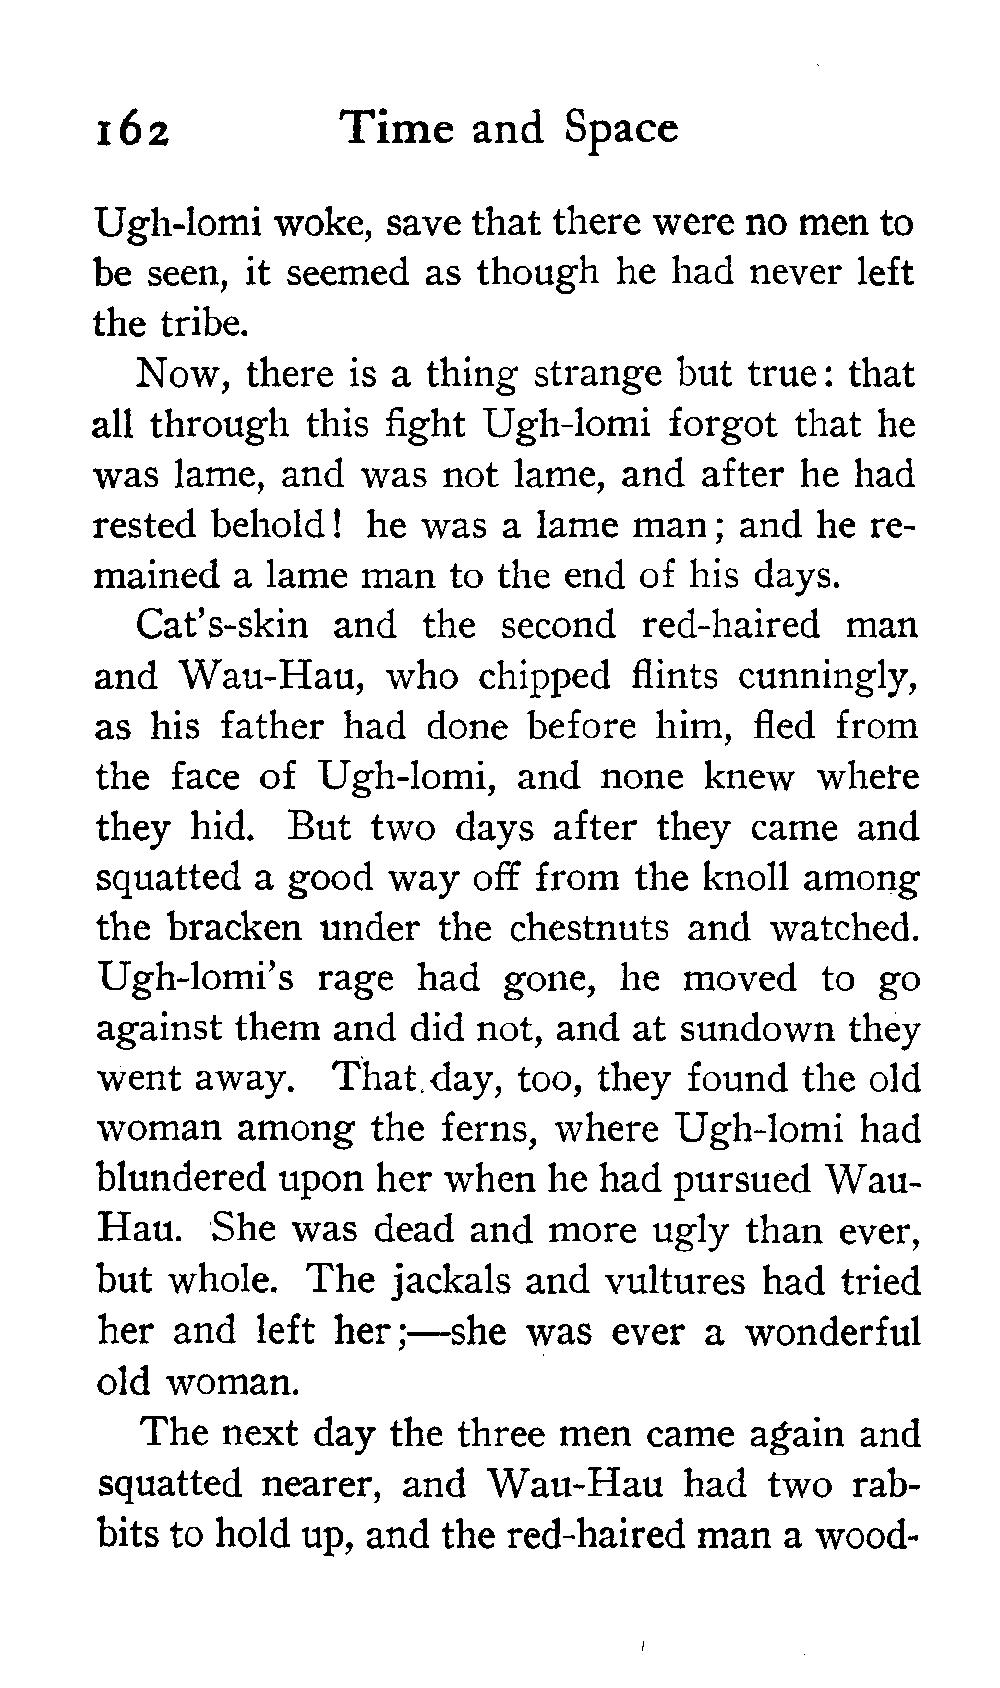 162 Time and Space
Ugh-lomi woke, save that there were no men to
be seen, it seemed as though he had never left
the tribe.
Now, there is a thing strange but true: that
all through this fight Ugh-lomi forgot that he
was lame, and was not lame, and after he had
rested behold! he was a lame man; and he re-
mained a lame man to the end of his days.
Cat's-skin and the second red-haired man
and Wau-Hau, who chipped flints cunningly,
as his father had done before him, fled from
the face of Ugh-lomi, and none knew where
they hid. But two days after they came and
squatted a good way off from the knoll among
the bracken under the chestnuts and watched.
Ugh-lomi's rage had gone, he moved to go
against them and did not, and at sundown they
went away. That day, too, they found the old
woman among the ferns, where Ugh-lomi had
blundered upon her when he had pursued Wau-
Hau. She was dead and more ugly than ever,
but whole. The jackals and vultures had tried
her and left her;—she was ever a wonderful
old woman.
The next day the three men came again and
squatted nearer, and Wau-Hau had two rab-
bits to hold up, and the red-haired man a wood-